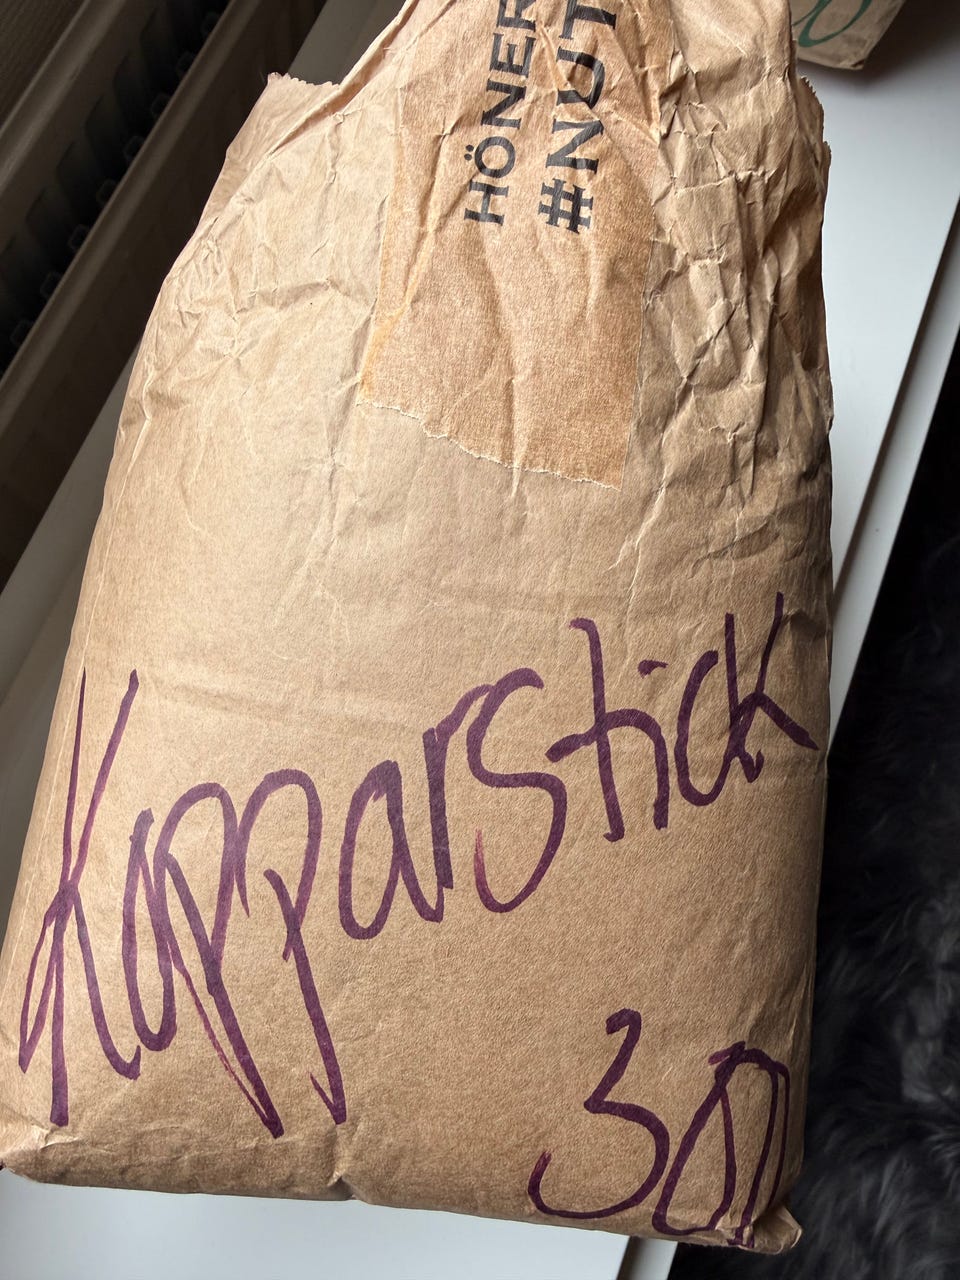 HÖNER
#NUT
Kopparstick
300